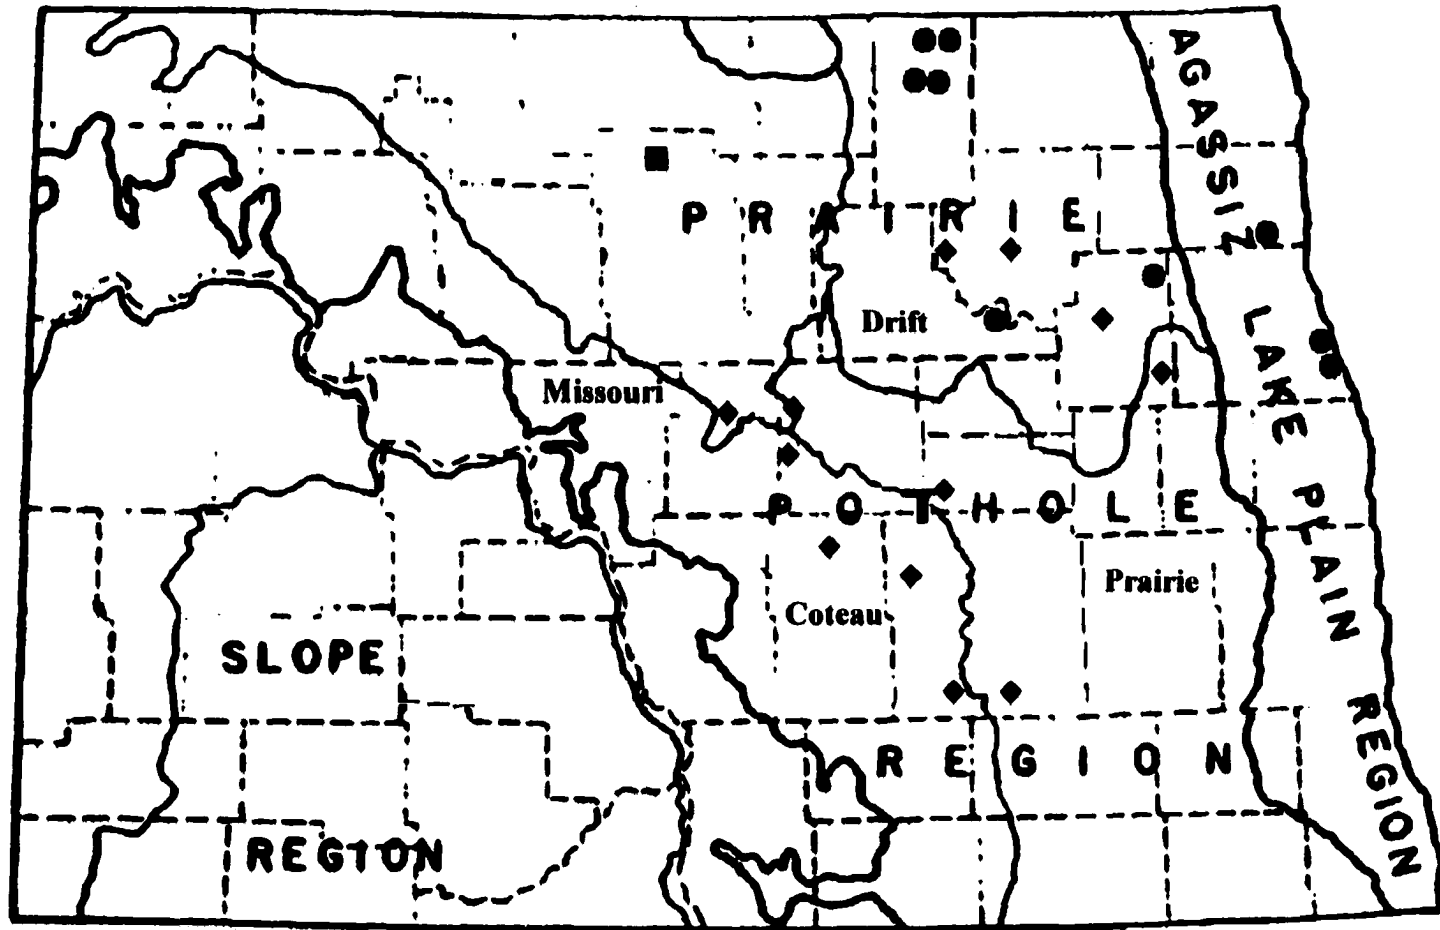 AGASSIZ LAKE PLAIN REGION
PRAIRIE
Drift
Missouri
POTHOLE
Prairie
Coteau
SLOPE
REGION
REGION